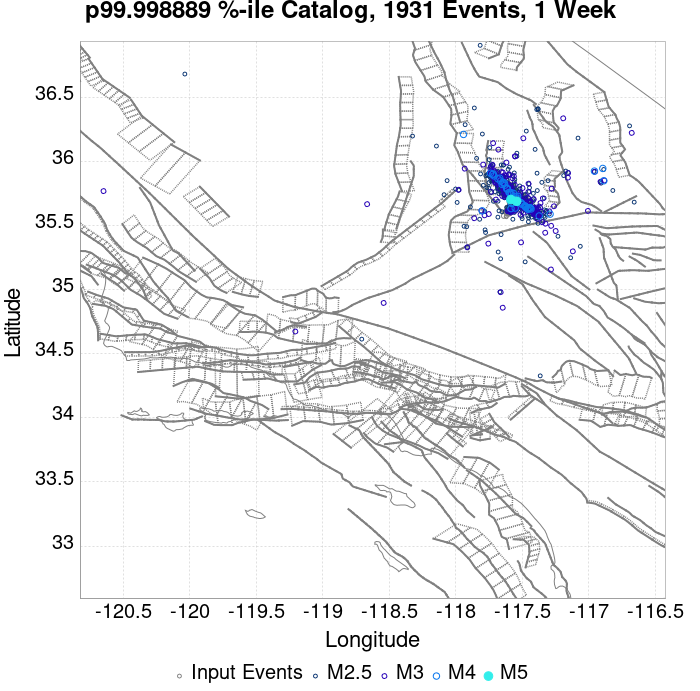 p99.998889 %-ile Catalog, 1931 Events, 1 Week
36.5
36
35.5
35
34.5
34
33.5
33
Latitude
-120.5 -120 -119.5 -119 -118.5 -118 -117.5 -117 -116.5
Longitude
Input Events M2.5 M3 M4 M5